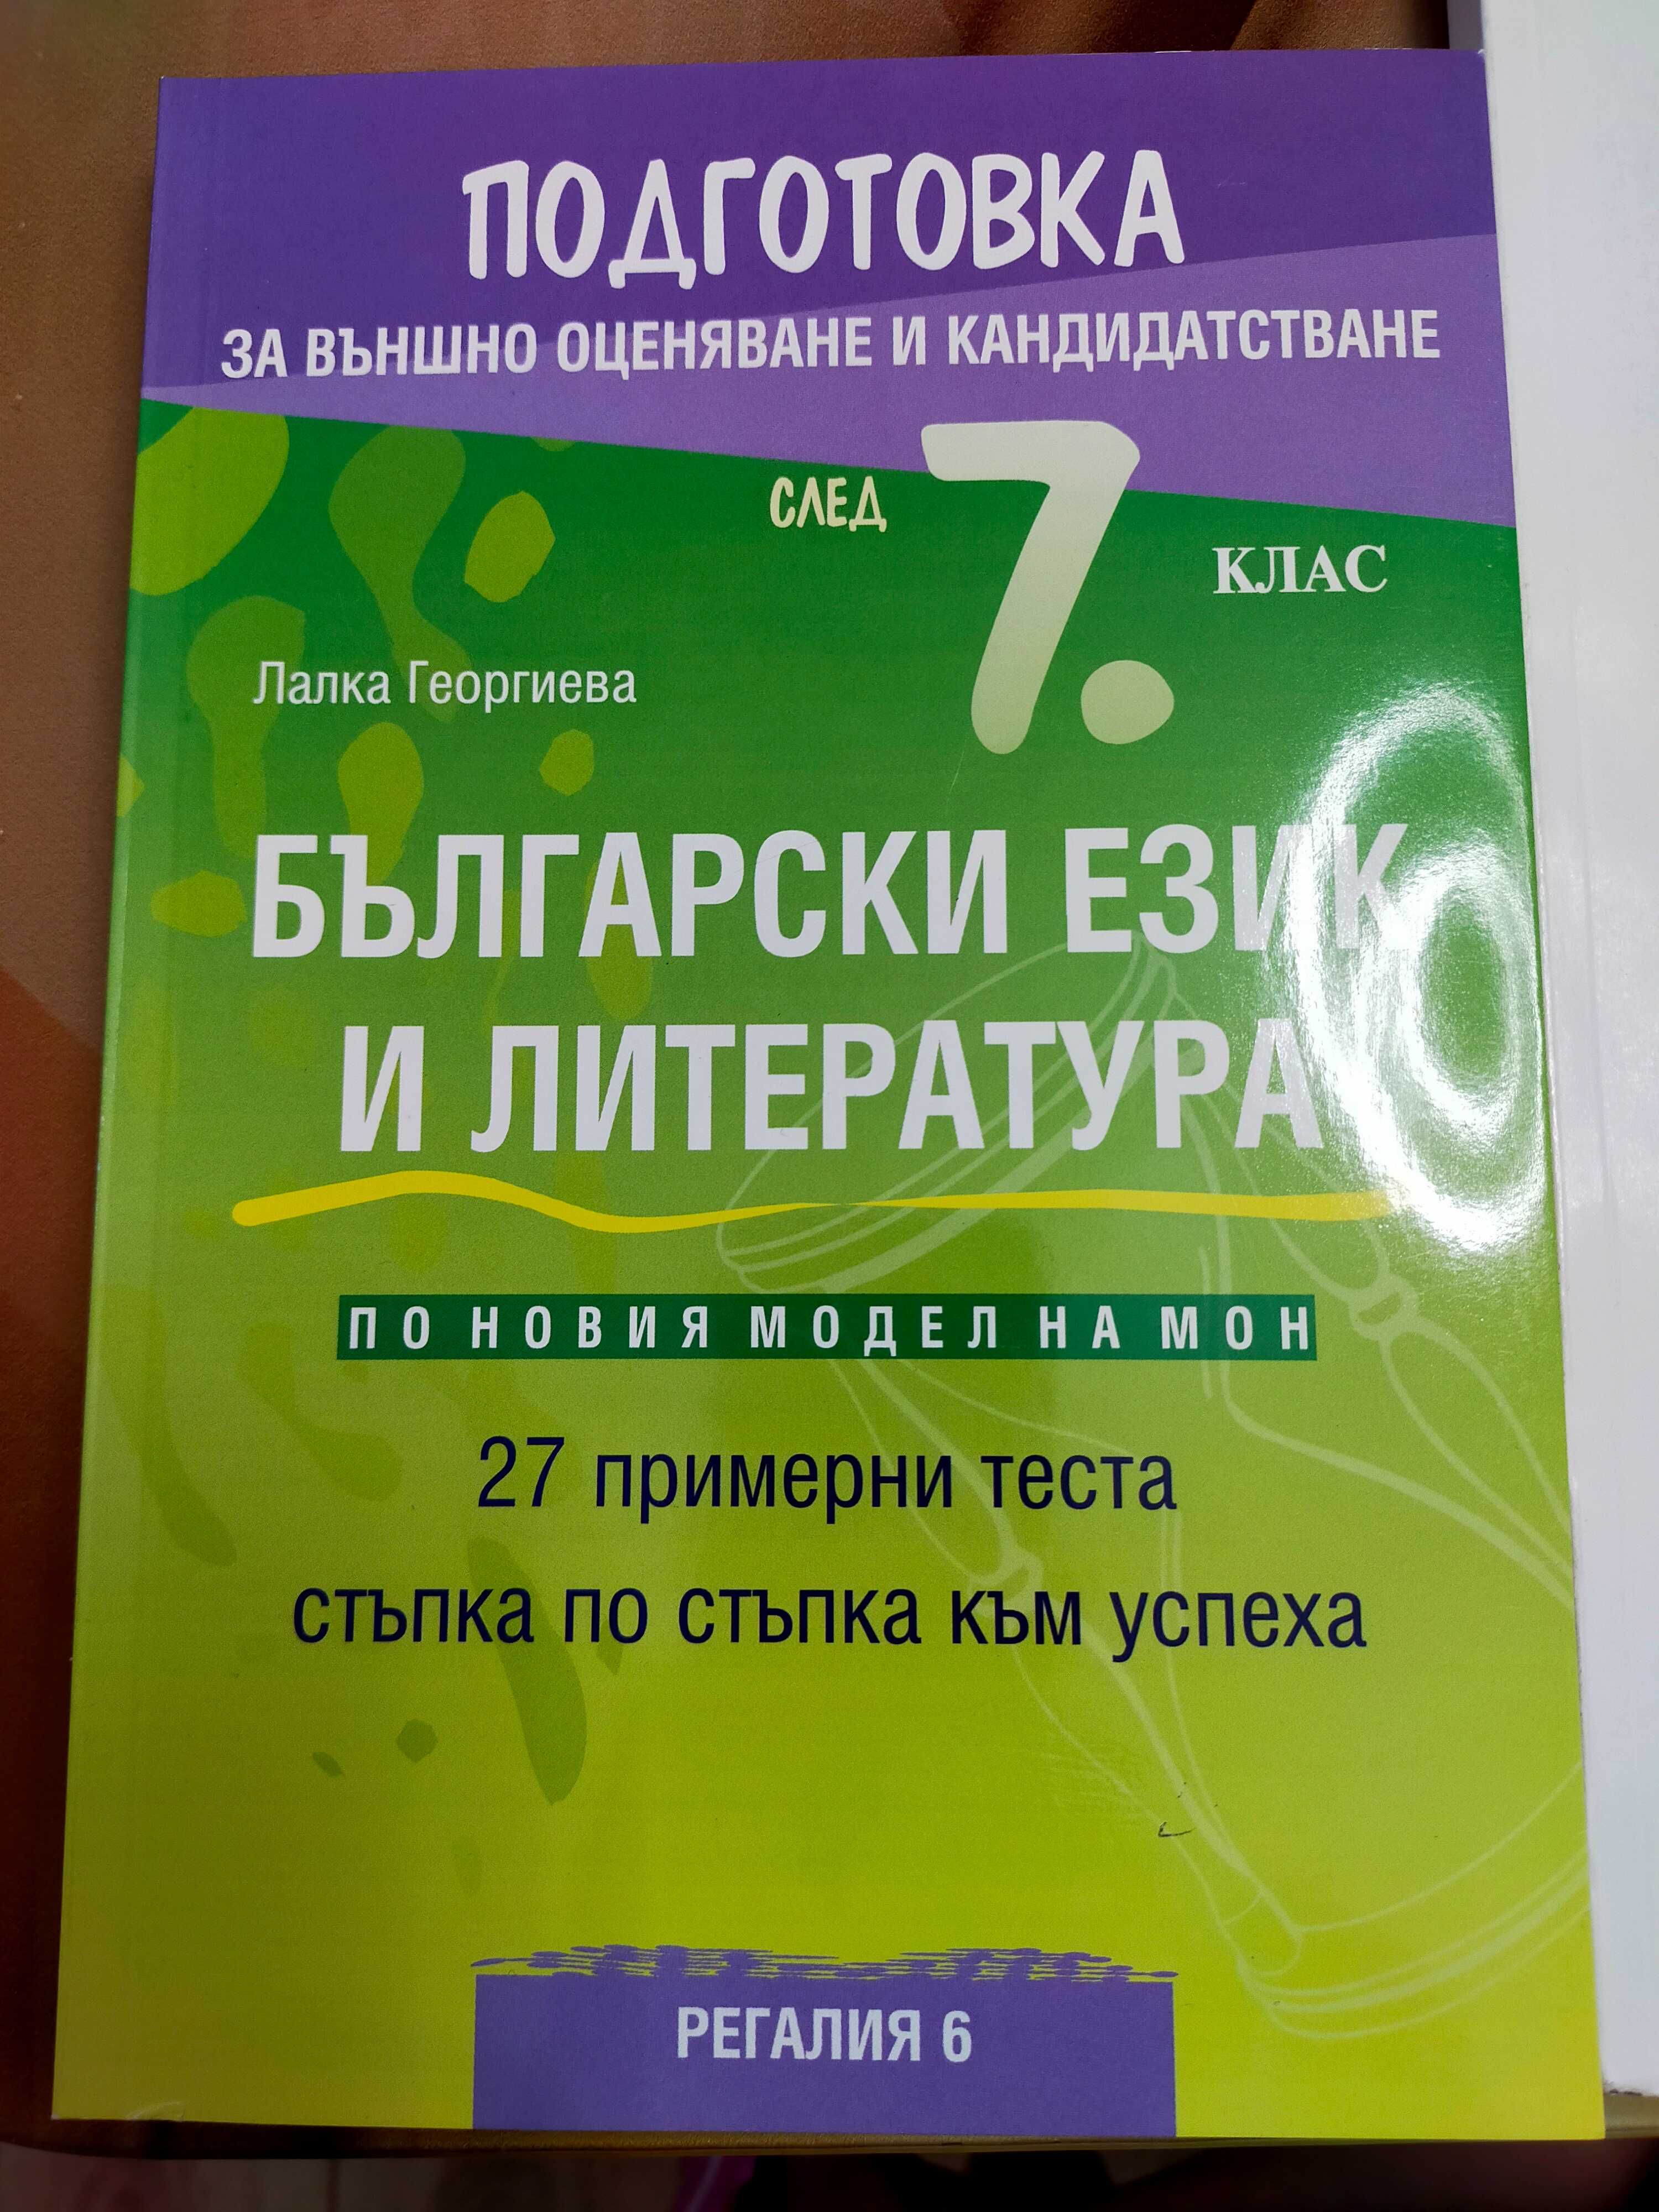 ПОДГОТОВКА
ЗА ВЪНШНО ОЦЕНЯВАНЕ И КАНДИДАТСТВАНЕ
СЛЕД 7. КЛАС
Лалка Георгиева
БЪЛГАРСКИ ЕЗИК
И ЛИТЕРАТУРА
ПО НОВИЯ МОДЕЛ НА МОН
27 примерни теста
стъпка по стъпка към успеха
РЕГАЛИЯ 6